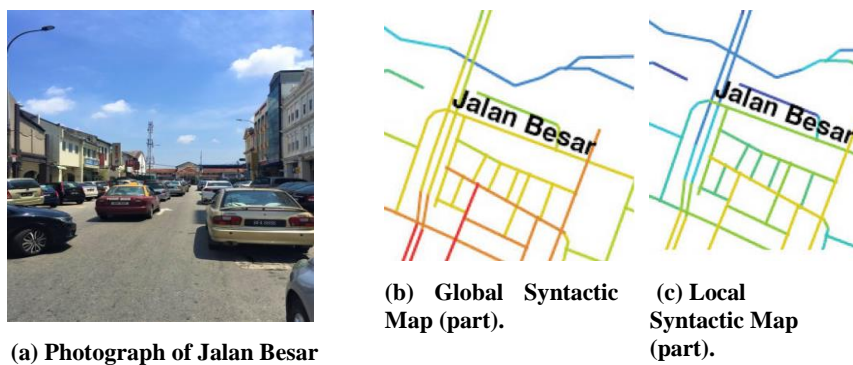 Jalan Besar
Jalan Besar
(b) Global Syntactic
Map (part).
(c) Local
Syntactic Map
(part).
(a) Photograph of Jalan Besar